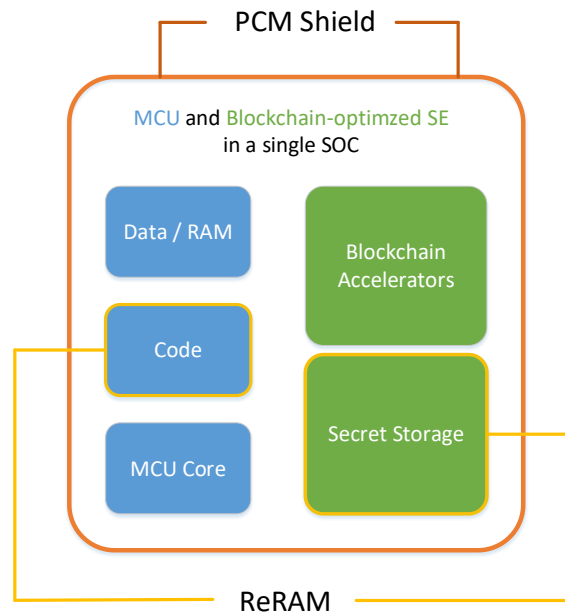 PCM Shield
MCU and Blockchain-optimzed SE
in a single SOC
Data / RAM
Blockchain
Accelerators
Code
Secret Storage
MCU Core
ReRAM